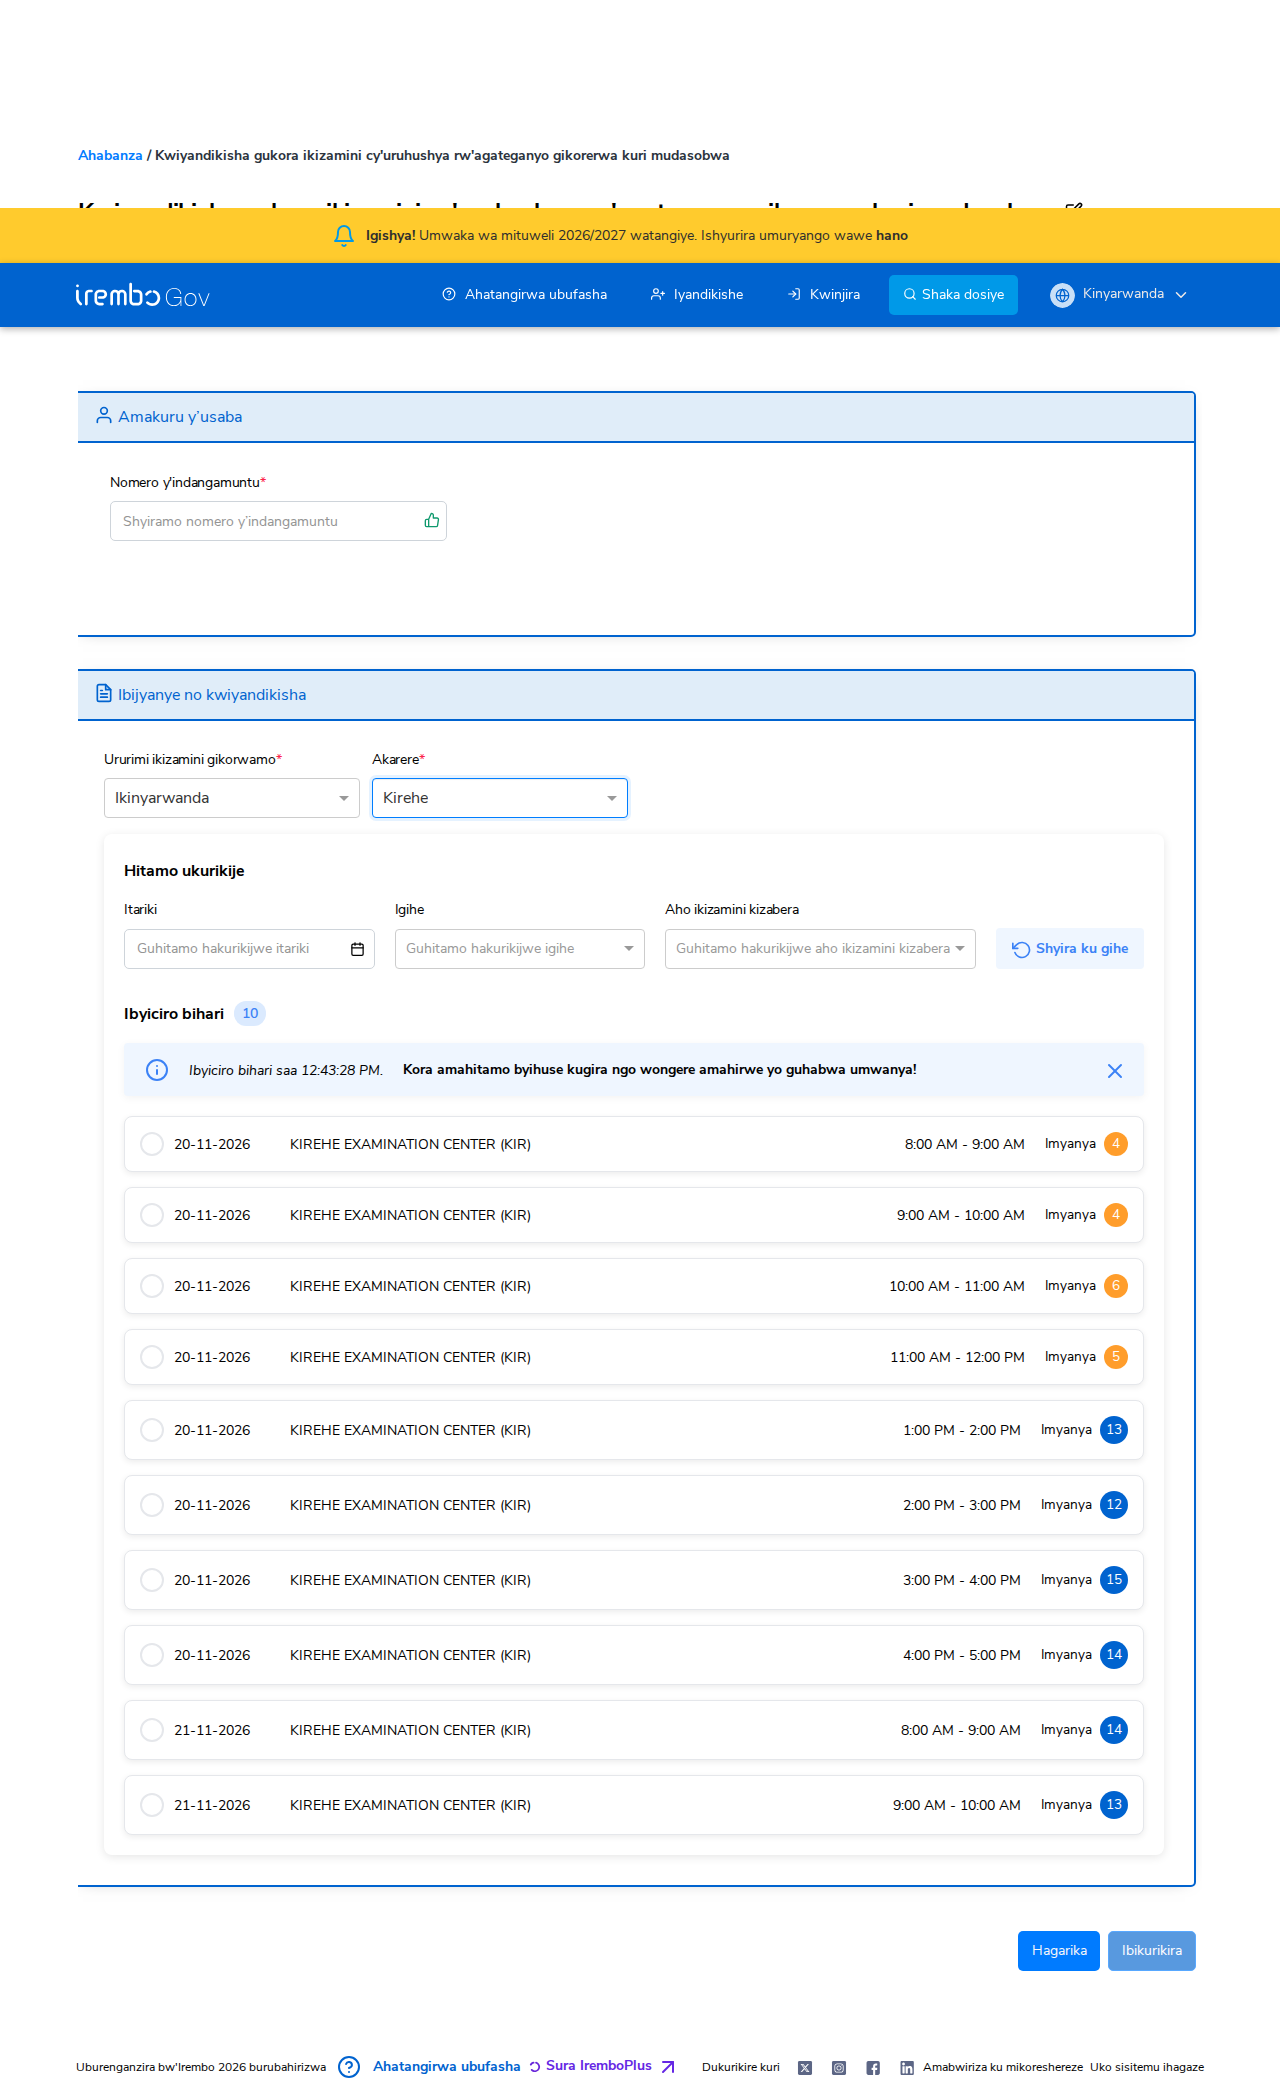 Ahabanza / Kwiyandikisha gukora ikizamini cy'uruhushya rw'agateganyo gikorerwa kuri mudasobwa
Igishya! Umwaka wa mituweli 2026/2027 watangiye. Ishyurira umuryango wawe hano
irembo Gov
Ahatangirwa ubufasha
Iyandikishe
Kwinjira
Shaka dosiye
Kinyarwanda
Amakuru y'usaba
Nomero y'indangamuntu*
Shyiramo nomero y'indangamuntu
Ibijyanye no kwiyandikisha
Ururimi ikizamini gikorwamo* Akarere*
Ikinyarwanda Kirehe
Hitamo ukurikije
Itariki Igihe Aho ikizamini kizabera
Guhitamo hakurikijwe itariki Guhitamo hakurikijwe igihe Guhitamo hakurikijwe aho ikizamini kizabera Shyira ku gihe
Ibyiciro bihari 10
Ibyiciro bihari saa 12:43:28 PM. Kora amahitamo byihuse kugira ngo wongere amahirwe yo guhabwa umwanya!
20-11-2026 KIREHE EXAMINATION CENTER (KIR) 8:00 AM - 9:00 AM Imyanya 4
20-11-2026 KIREHE EXAMINATION CENTER (KIR) 9:00 AM - 10:00 AM Imyanya 4
20-11-2026 KIREHE EXAMINATION CENTER (KIR) 10:00 AM - 11:00 AM Imyanya 6
20-11-2026 KIREHE EXAMINATION CENTER (KIR) 11:00 AM - 12:00 PM Imyanya 5
20-11-2026 KIREHE EXAMINATION CENTER (KIR) 1:00 PM - 2:00 PM Imyanya 13
20-11-2026 KIREHE EXAMINATION CENTER (KIR) 2:00 PM - 3:00 PM Imyanya 12
20-11-2026 KIREHE EXAMINATION CENTER (KIR) 3:00 PM - 4:00 PM Imyanya 15
20-11-2026 KIREHE EXAMINATION CENTER (KIR) 4:00 PM - 5:00 PM Imyanya 14
21-11-2026 KIREHE EXAMINATION CENTER (KIR) 8:00 AM - 9:00 AM Imyanya 14
21-11-2026 KIREHE EXAMINATION CENTER (KIR) 9:00 AM - 10:00 AM Imyanya 13
Hagarika Ibikurikira
Uburenganzira bw'Irembo 2026 burubahirizwa Ahatangirwa ubufasha Sura IremboPlus Dukurikire kuri Amabwiriza ku mikoreshereze Uko sisitemu ihagaze